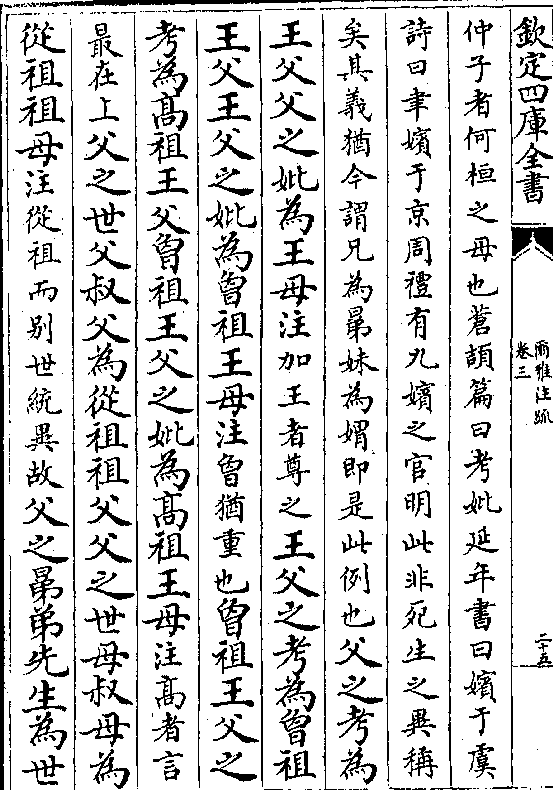 欽定四庫全書
爾雅注疏
卷三
二十五
仲子者何桓之母也蒼頡篇曰考妣延年書曰嬪于虞
詩曰聿嬪于京周禮有九嬪之官明此非死生之異稱
矣其義猶今謂兄為晜妹為媦即是此例也父之考為
王父父之妣為王母注加王者尊之王父之考為曾祖
王父王父之妣為曾祖王母注曾猶重也曾祖王父之
考為髙祖王父曾祖王父之妣為髙祖王母注髙者言
最在上父之世父叔父為從祖祖父父之世母叔母為
從祖祖母注從祖而别世統異故父之晜弟先生為世